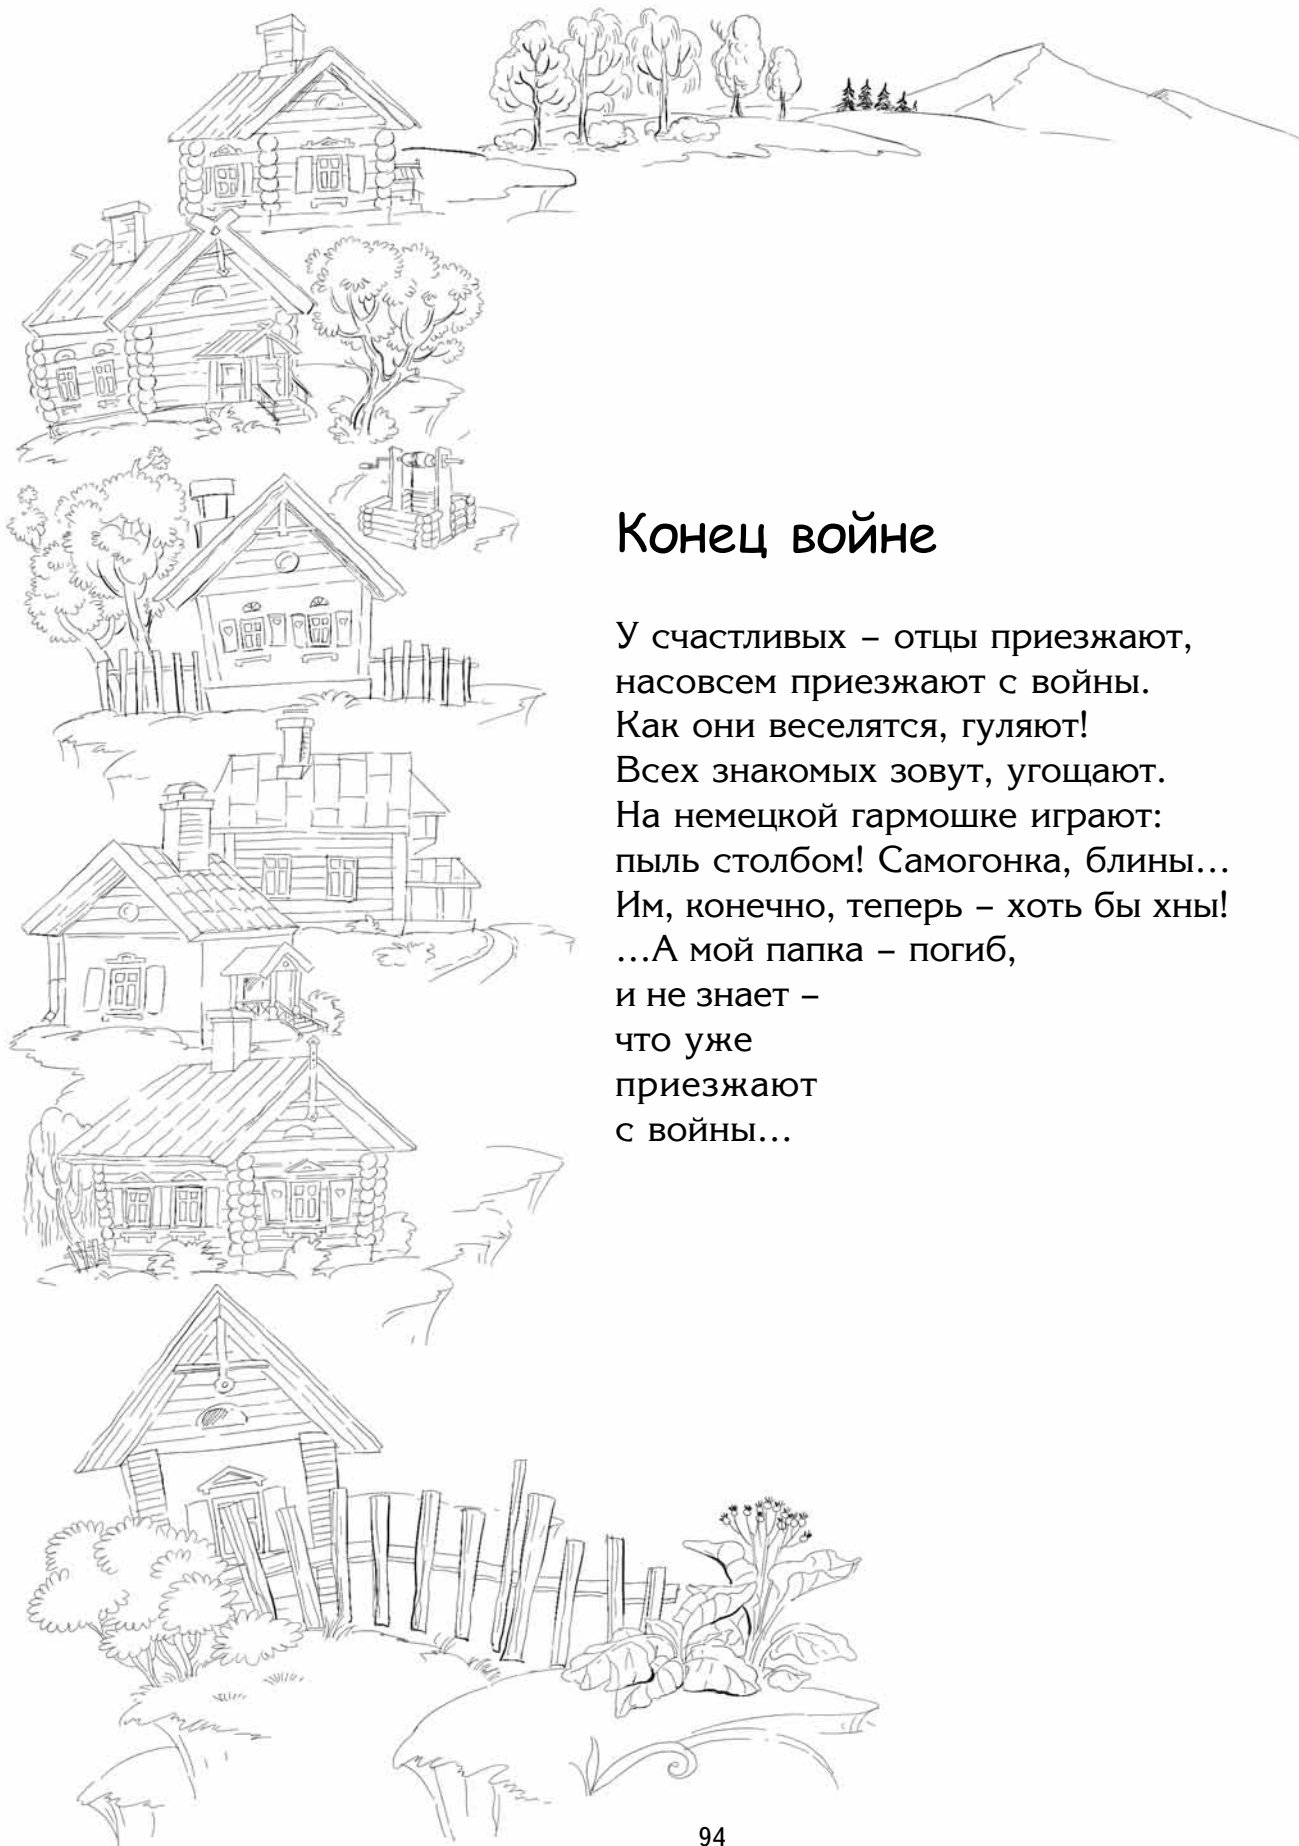 Конец войне
У счастливых – отцы приезжают,
насовсем приезжают с войны.
Как они веселятся, гуляют!
Всех знакомых зовут, угощают.
На немецкой гармошке играют:
пыль столбом! Самогонка, блины…
Им, конечно, теперь – хоть бы хны!
…А мой папка – погиб,
и не знает –
что уже
приезжают
с войны…
94